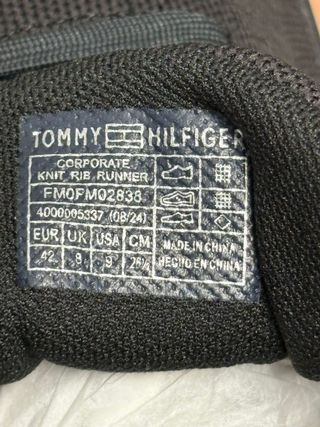 TOMMY HILFIGER
CORPORATE
KNIT RIB RUNNER
FM0FM02838
4000005337 (08/24)
EUR UK USA CM
42 8 9
MADE IN CHINA
HECHO EN CHINA